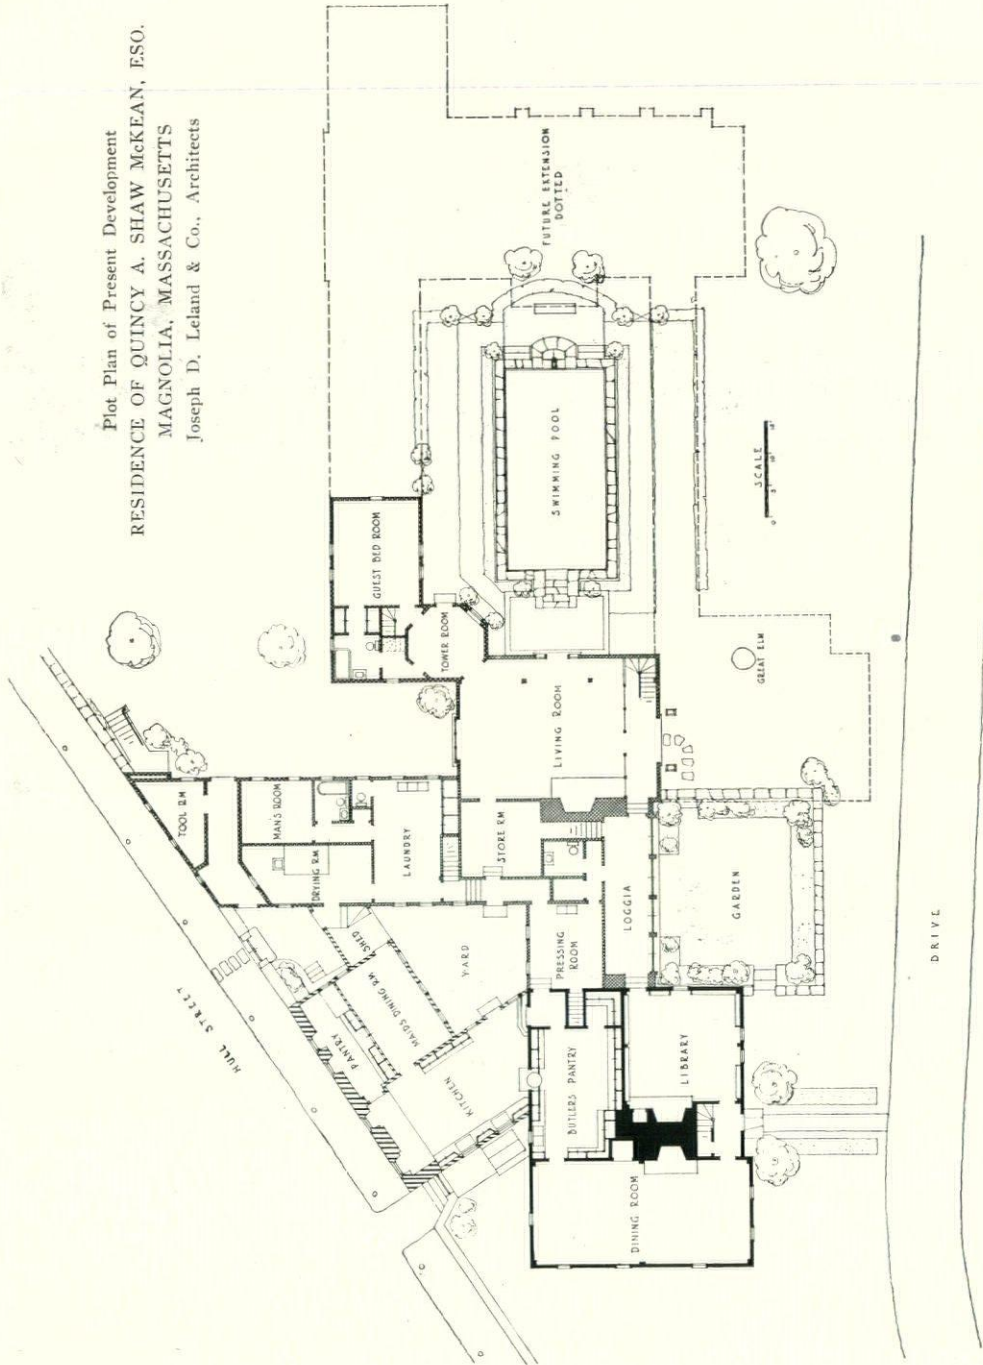 Plot Plan of Present Development
RESIDENCE OF QUINCY A. SHAW McKEAN, ESQ.
MAGNOLIA, MASSACHUSETTS
Joseph D. Leland & Co., Architects
HULL STREET
TOOL RM
MANS ROOM
DRYING RM
LAUNDRY
SHED
MAIDS DINING RM
PANTRY
KITCHEN
YARD
STORE RM
PRESSING
ROOM
BUTLERS PANTRY
DINING ROOM
LIBRARY
LOGGIA
GARDEN
LIVING ROOM
TOWER ROOM
GUEST BED ROOM
SWIMMING POOL
FUTURE EXTENSION
DOTTED
GREAT ELM
SCALE
DRIVE